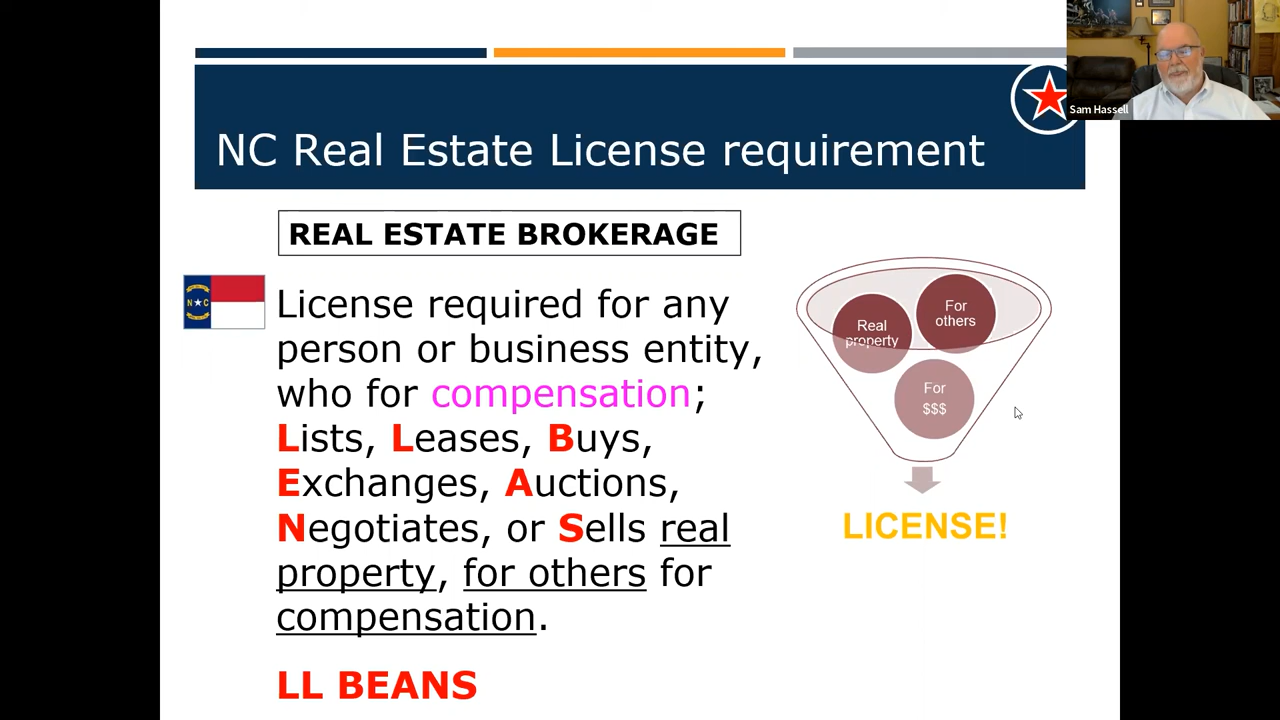 Sam Hassell
NC Real Estate License requirement
REAL ESTATE BROKERAGE
N C
License required for any
person or business entity,
who for compensation;
Lists, Leases, Buys,
Exchanges, Auctions,
Negotiates, or Sells real
property, for others for
compensation.
LL BEANS
Real
property
For
others
For
$$$
LICENSE!